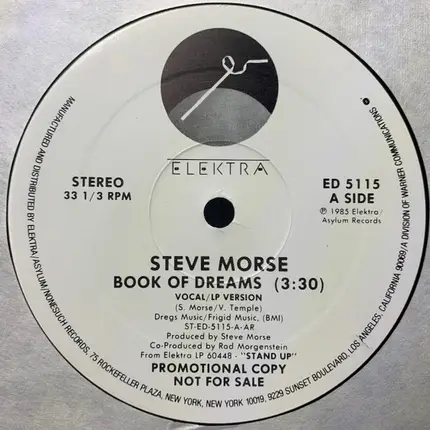 ELEKTRA
STEREO
33 1/3 RPM
ED 5115
A SIDE
℗ 1985 Elektra/
Asylum Records
STEVE MORSE
BOOK OF DREAMS (3:30)
VOCAL/LP VERSION
(S. Morse/V. Temple)
Dregs Music/Frigid Music, (BMI)
ST-ED-5115-A-AR
Produced by Steve Morse
Co-Produced by Rod Morgenstein
From Elektra LP 60448 - "STAND UP"
PROMOTIONAL COPY
NOT FOR SALE
MANUFACTURED AND DISTRIBUTED BY ELEKTRA/ASYLUM/NONESUCH RECORDS, 75 ROCKEFELLER PLAZA, NEW YORK, NEW YORK 10019, 9229 SUNSET BOULEVARD, LOS ANGELES, CALIFORNIA 90069/A DIVISION OF WARNER COMMUNICATIONS